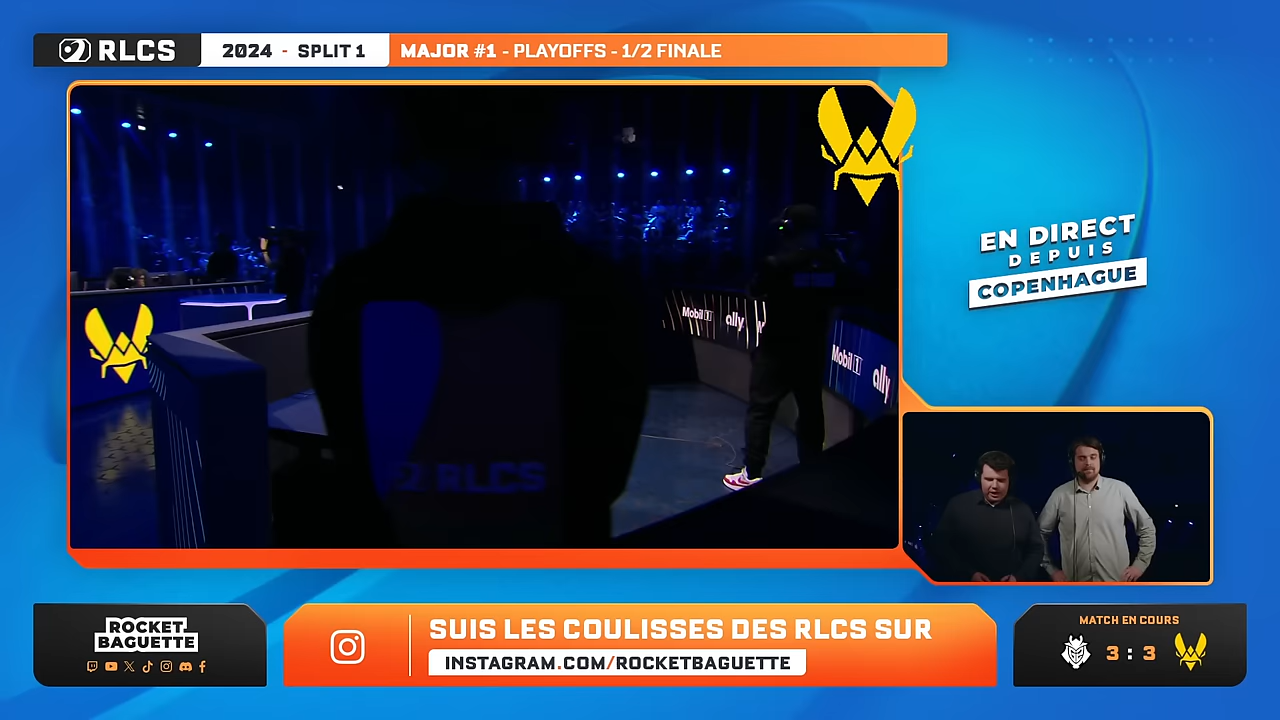 RLCS
2024 - SPLIT 1
MAJOR #1 - PLAYOFFS - 1/2 FINALE
EN DIRECT
DEPUIS
COPENHAGUE
Mobil 1
ally
Mobil 1
ally
RLCS
ROCKET
BAGUETTE
SUIS LES COULISSES DES RLCS SUR
INSTAGRAM.COM/ROCKETBAGUETTE
MATCH EN COURS
3 : 3